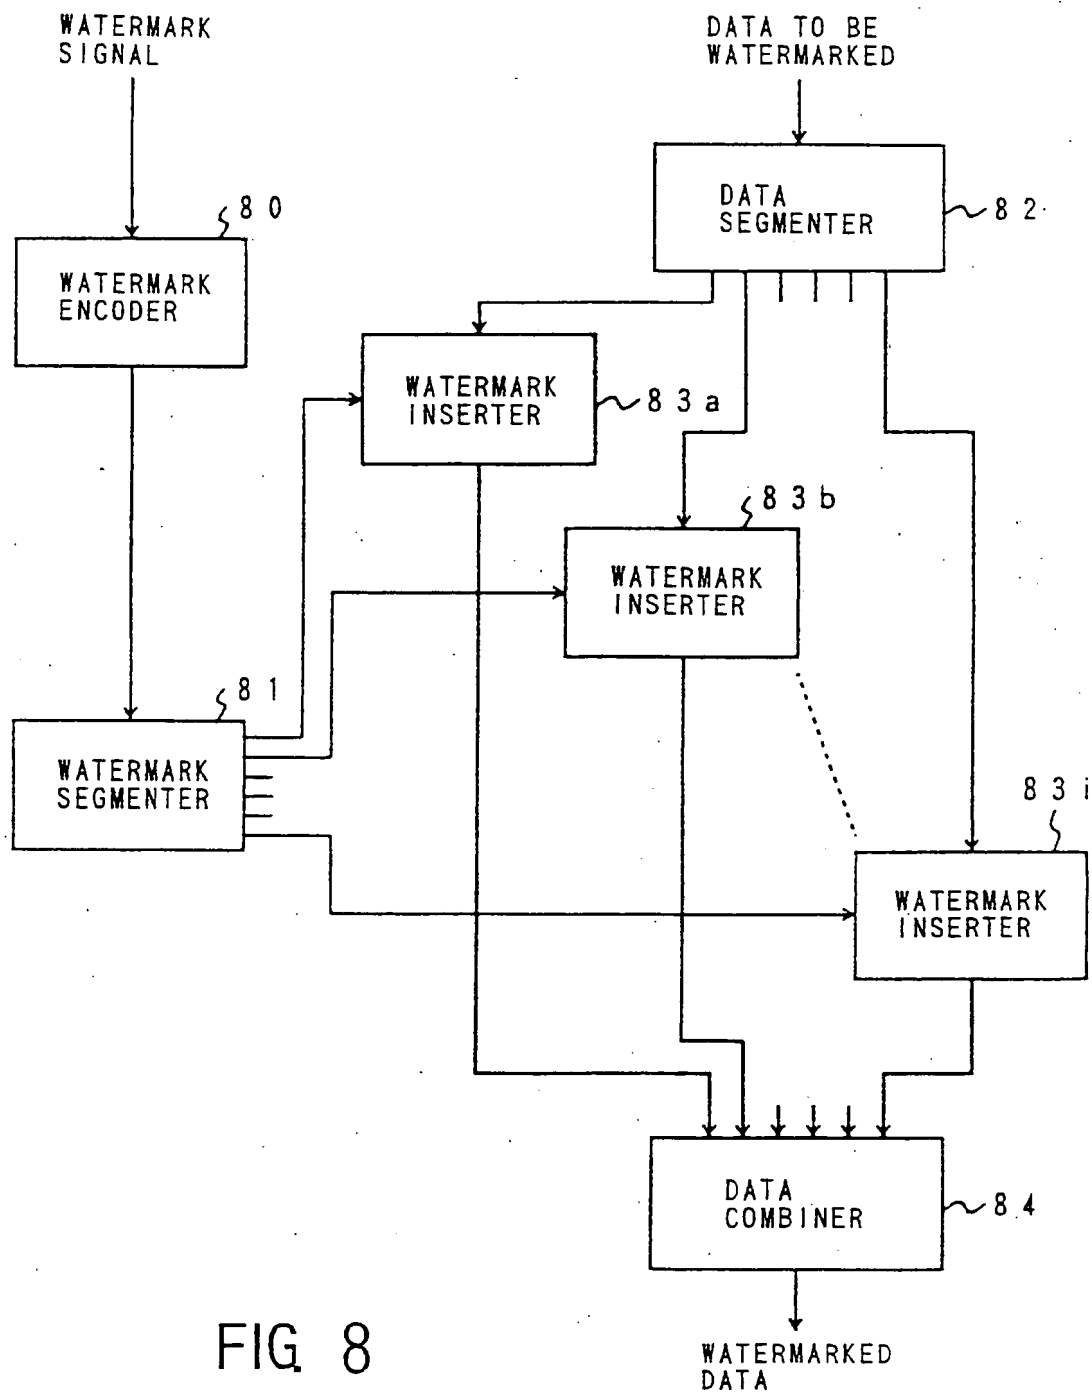 WATERMARK
SIGNAL
DATA TO BE
WATERMARKED
80
WATERMARK
ENCODER
DATA
SEGMENTER
82
WATERMARK
INSERTER
83a
83b
WATERMARK
INSERTER
81
WATERMARK
SEGMENTER
83i
WATERMARK
INSERTER
DATA
COMBINER
84
FIG. 8
WATERMARKED
DATA